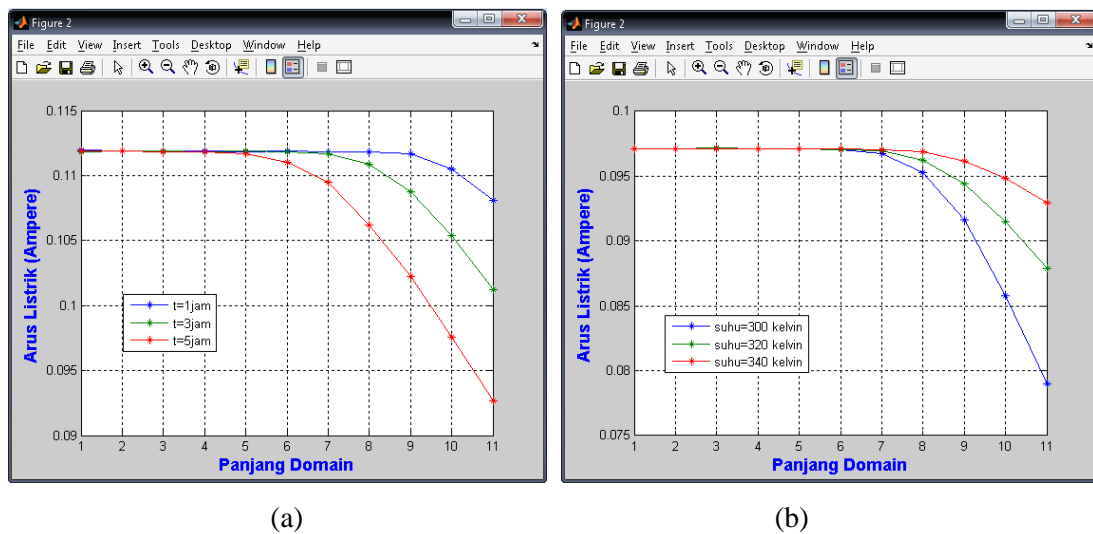 Figure 2
File Edit View Insert Tools Desktop Window Help
0.115
0.11
0.105
0.1
0.095
0.09
Arus Listrik (Ampere)
t=1jam
t=3jam
t=5jam
1 2 3 4 5 6 7 8 9 10 11
Panjang Domain
(a)
Figure 2
File Edit View Insert Tools Desktop Window Help
0.1
0.095
0.09
0.085
0.08
0.075
Arus Listrik (Ampere)
suhu=300 kelvin
suhu=320 kelvin
suhu=340 kelvin
1 2 3 4 5 6 7 8 9 10 11
Panjang Domain
(b)